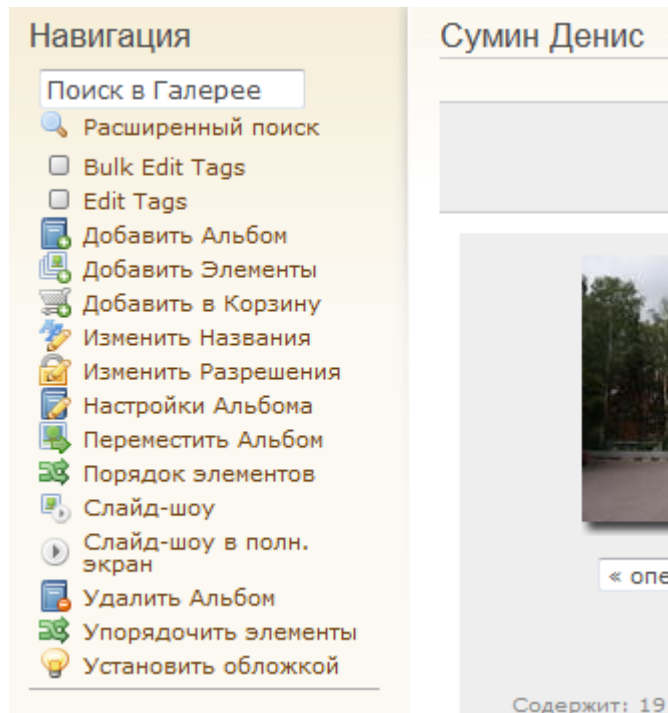 Навигация
Поиск в Галерее
Расширенный поиск
Bulk Edit Tags
Edit Tags
Добавить Альбом
Добавить Элементы
Добавить в Корзину
Изменить Названия
Изменить Разрешения
Настройки Альбома
Переместить Альбом
Порядок элементов
Слайд-шоу
Слайд-шоу в полн.
экран
Удалить Альбом
Упорядочить элементы
Установить обложкой
Сумин Денис
Содержит: 19